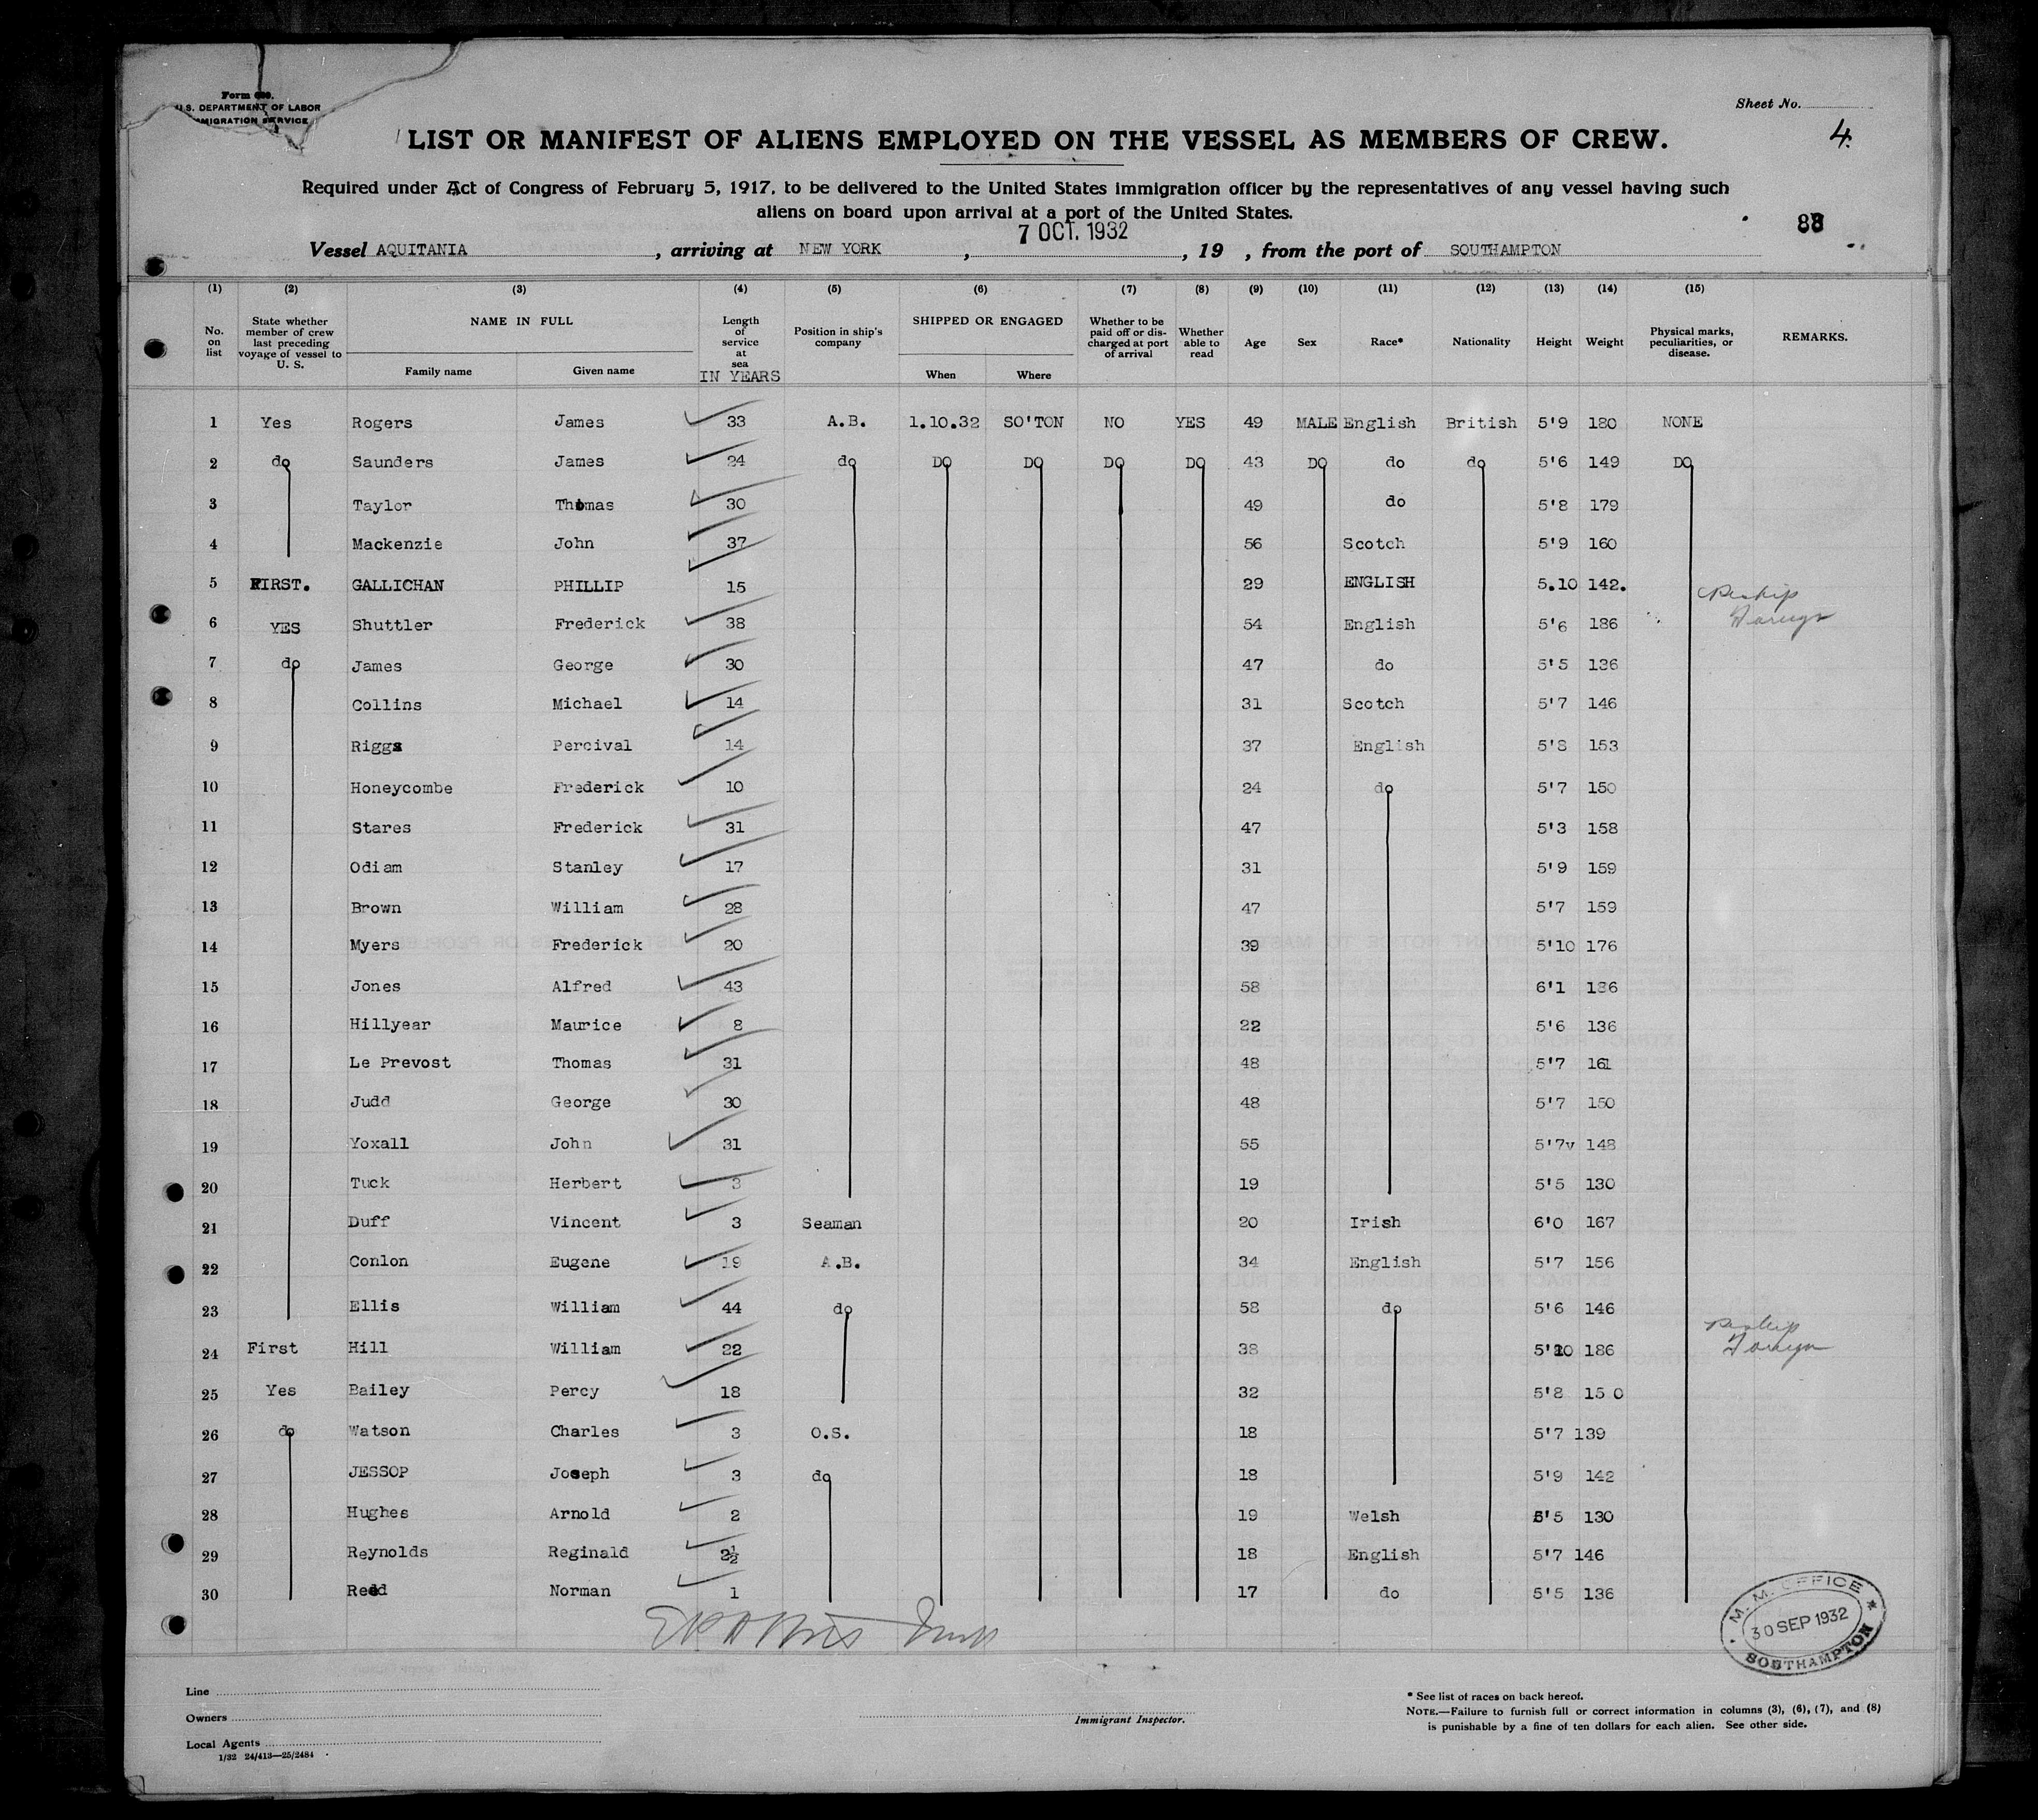 Form 689.
U.S. DEPARTMENT OF LABOR
IMMIGRATION SERVICE
Sheet No.
4.
LIST OR MANIFEST OF ALIENS EMPLOYED ON THE VESSEL AS MEMBERS OF CREW.
Required under Act of Congress of February 5, 1917, to be delivered to the United States immigration officer by the representatives of any vessel having such
aliens on board upon arrival at a port of the United States.
7 OCT. 1932
Vessel AQUITANIA, arriving at NEW YORK, , 19 , from the port of SOUTHAMPTON
(1) (2) (3) (4) (5) (6) (7) (8) (9) (10) (11) (12) (13) (14) (15)
No. on list
State whether member of crew last preceding voyage of vessel to U. S.
NAME IN FULL
Family name
Given name
Length of service at sea
IN YEARS
Position in ship's company
SHIPPED OR ENGAGED
When
Where
Whether to be paid off or discharged at port of arrival
Whether able to read
Age
Sex
Race*
Nationality
Height
Weight
Physical marks, peculiarities, or disease.
REMARKS.
1 Yes Rogers James 33 A.B. 1.10.32 SO'TON NO YES 49 MALE English British 5'9 180 NONE
2 do Saunders James 24 do DO DO DO DO 43 DO do do 5'6 149 DO
3 Taylor Thomas 30 49 do 5'8 179
4 Mackenzie John 37 56 Scotch 5'9 160
5 FIRST. GALLICHAN PHILLIP 15 29 ENGLISH 5.10 142.
6 YES Shuttler Frederick 38 54 English 5'6 186
7 do James George 30 47 do 5'5 136
8 Collins Michael 14 31 Scotch 5'7 146
9 Riggs Percival 14 37 English 5'8 153
10 Honeycombe Frederick 10 24 do 5'7 150
11 Stares Frederick 31 47 5'3 158
12 Odiam Stanley 17 31 5'9 159
13 Brown William 28 47 5'7 159
14 Myers Frederick 20 39 5'10 176
15 Jones Alfred 43 58 6'1 186
16 Hillyear Maurice 8 22 5'6 136
17 Le Prevost Thomas 31 48 5'7 161
18 Judd George 30 48 5'7 150
19 Yoxall John 31 55 5'7v 148
20 Tuck Herbert 3 19 5'5 130
21 Duff Vincent 3 Seaman 20 Irish 6'0 167
22 Conlon Eugene 19 A.B. 34 English 5'7 156
23 Ellis William 44 do 58 do 5'6 146
24 First Hill William 22 38 5'10 186
25 Yes Bailey Percy 18 32 5'8 15 0
26 do Watson Charles 3 O.S. 18 5'7 139
27 JESSOP Joseph 3 do 18 5'9 142
28 Hughes Arnold 2 19 Welsh 5'5 130
29 Reynolds Reginald 2½ 18 English 5'7 146
30 Reed Norman 1 17 do 5'5 136
M. M. OFFICE
30 SEP 1932
SOUTHAMPTON
Line
Owners
Local Agents
1/32 24/413—25/2484
Immigrant Inspector.
* See list of races on back hereof.
NOTE.—Failure to furnish full or correct information in columns (3), (6), (7), and (8)
is punishable by a fine of ten dollars for each alien. See other side.